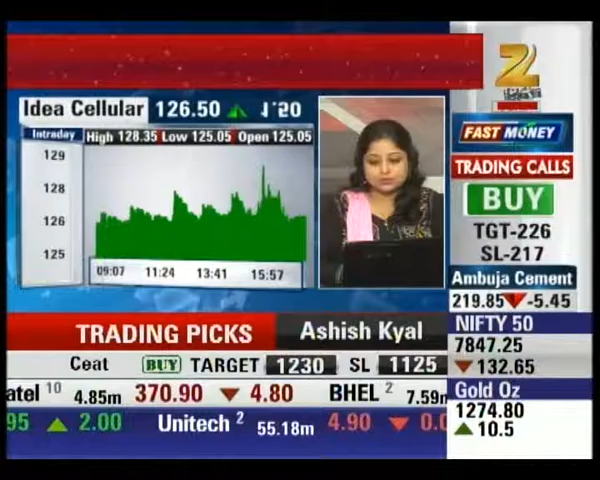 Idea Cellular 126.50 1.20
Intraday High 128.35 Low 125.05 Open 125.05
129
128
126
125
09:07 11:24 13:41 15:57
FAST MONEY
TRADING CALLS
BUY
TGT-226
SL-217
Ambuja Cement
219.85 -5.45
NIFTY 50
7847.25
132.65
Gold Oz
1274.80
10.5
TRADING PICKS Ashish Kyal
Ceat BUY TARGET 1230 SL 1125
atel 10 4.85m 370.90 4.80 BHEL 2 7.59m
95 2.00 Unitech 2 55.18m 4.90 0.0